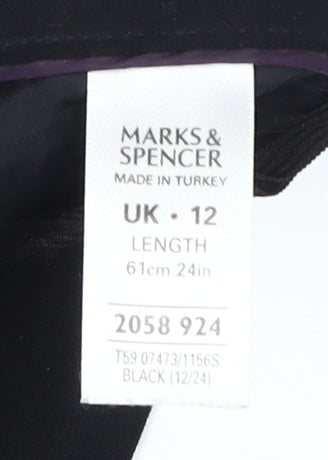 MARKS &
SPENCER
MADE IN TURKEY
UK • 12
LENGTH
61cm 24in
2058 924
T59 07473/1156S
BLACK (12/24)